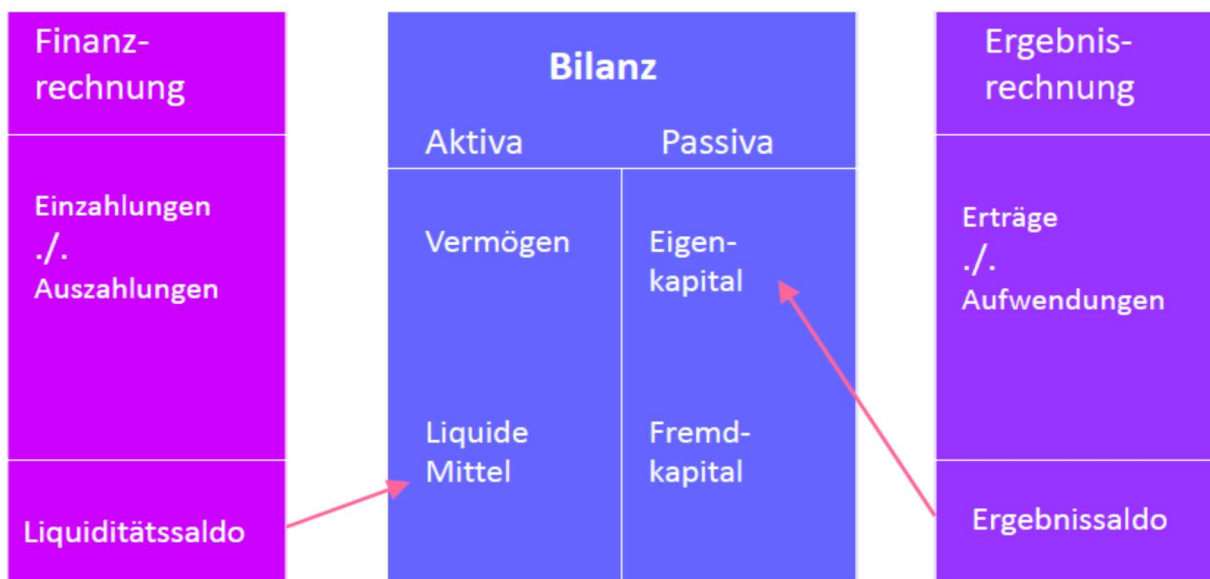 Finanz-
rechnung
Einzahlungen
./.
Auszahlungen
Liquiditätssaldo
Bilanz
Aktiva
Passiva
Vermögen
Eigen-
kapital
Liquide
Mittel
Fremd-
kapital
Ergebnis-
rechnung
Erträge
./.
Aufwendungen
Ergebnissaldo